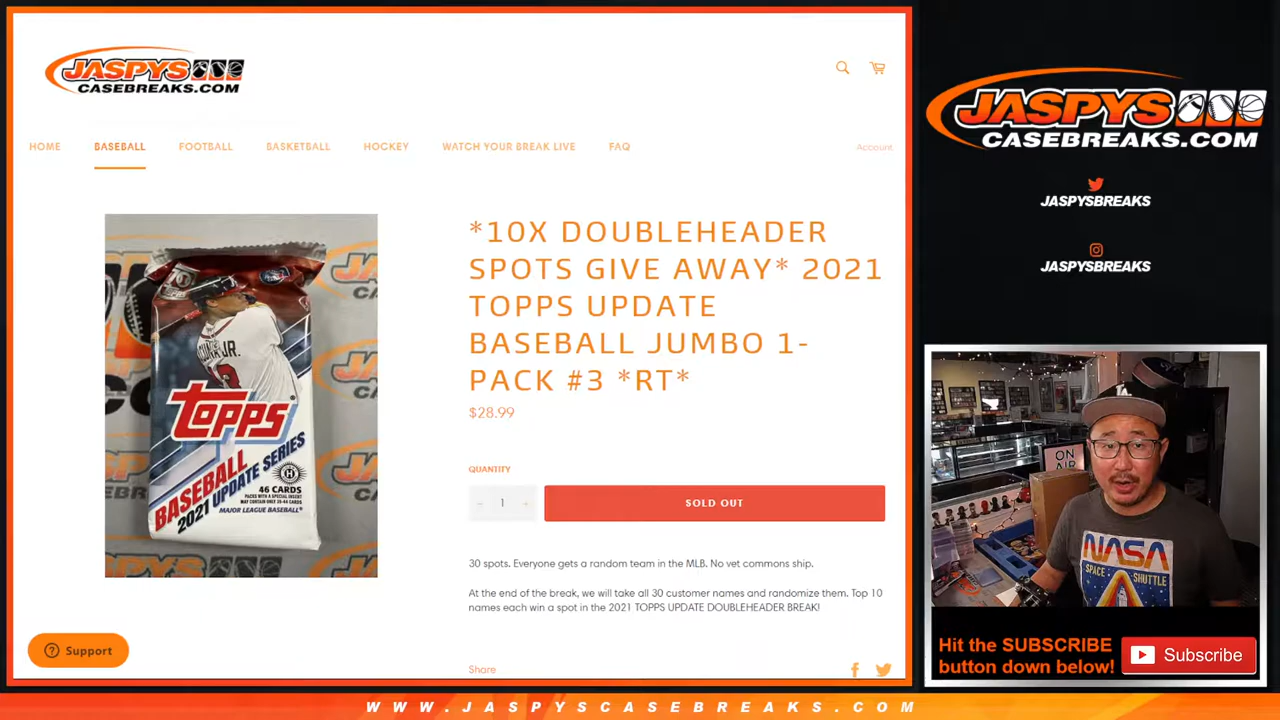 JASPYS
CASEBREAKS.COM
HOME BASEBALL FOOTBALL BASKETBALL HOCKEY WATCH YOUR BREAK LIVE FAQ Account
*10X DOUBLEHEADER
SPOTS GIVE AWAY* 2021
TOPPS UPDATE
BASEBALL JUMBO 1-
PACK #3 *RT*
$28.99
QUANTITY
− 1 +
SOLD OUT
30 spots. Everyone gets a random team in the MLB. No vet commons ship.
At the end of the break, we will take all 30 customer names and randomize them. Top 10
names each win a spot in the 2021 TOPPS UPDATE DOUBLEHEADER BREAK!
Share
Support
topps
BASEBALL
2021 UPDATE SERIES
46 CARDS
MAJOR LEAGUE BASEBALL
JASPYS
CASEBREAKS.COM
JASPYSBREAKS
JASPYSBREAKS
ON
AIR
NASA
SPACE SHUTTLE
Hit the SUBSCRIBE
button down below!
Subscribe
WWW.JASPYSCASEBREAKS.COM